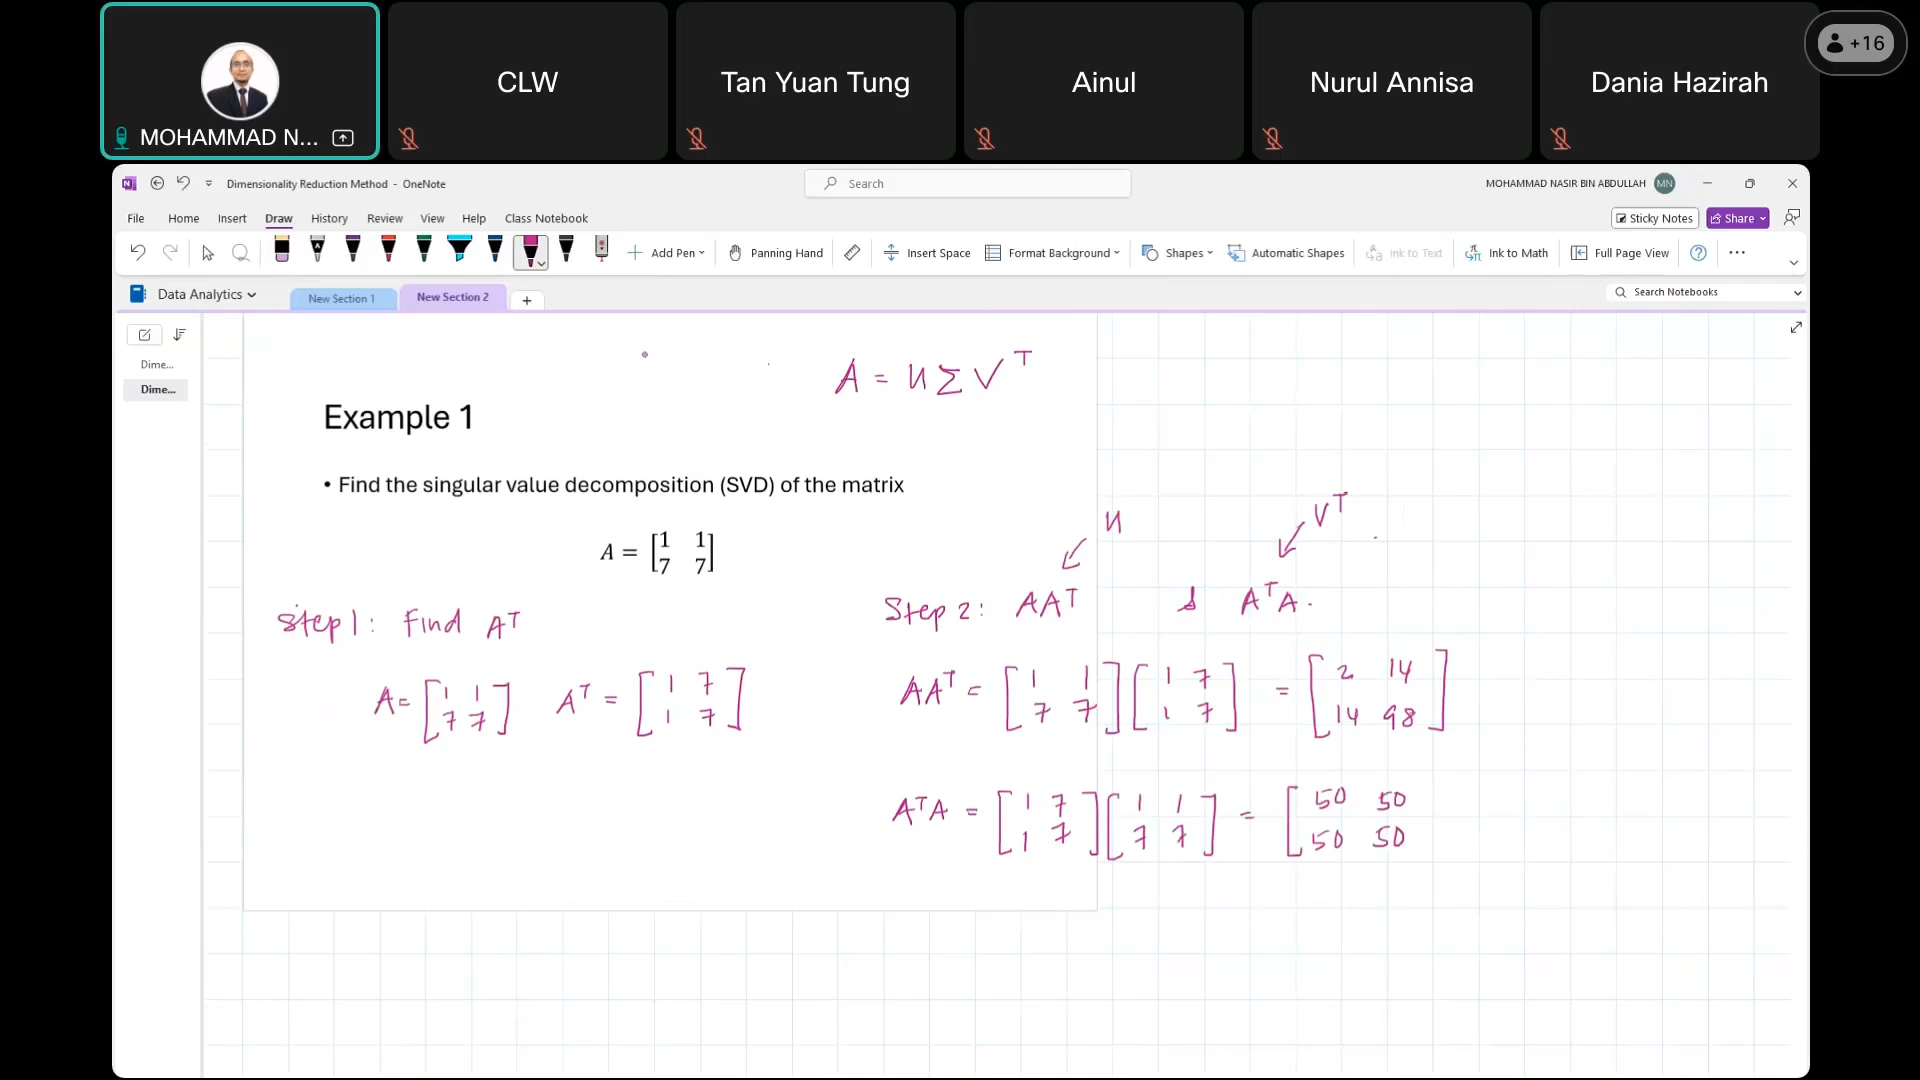 CLW
Tan Yuan Tung
Ainul
Nurul Annisa
Dania Hazirah
+16
MOHAMMAD N...
Dimensionality Reduction Method - OneNote
Search
MOHAMMAD NASIR BIN ABDULLAH
MN
File Home Insert Draw History Review View Help Class Notebook
Sticky Notes
Share
Add Pen
Panning Hand
Insert Space
Format Background
Shapes
Automatic Shapes
Ink to Text
Ink to Math
Full Page View
Data Analytics
New Section 1
New Section 2
+
Search Notebooks
Dime...
Dime...
A = U Σ V^T
Example 1
• Find the singular value decomposition (SVD) of the matrix
A = [1 1
7 7]
U
V^T
Step 1: Find A^T
Step 2: AA^T & A^TA.
A = [1 1
7 7] A^T = [1 7
1 7]
AA^T = [1 1
7 7] [1 7
1 7] = [2 14
14 98]
A^TA = [1 7
1 7] [1 1
7 7] = [50 50
50 50